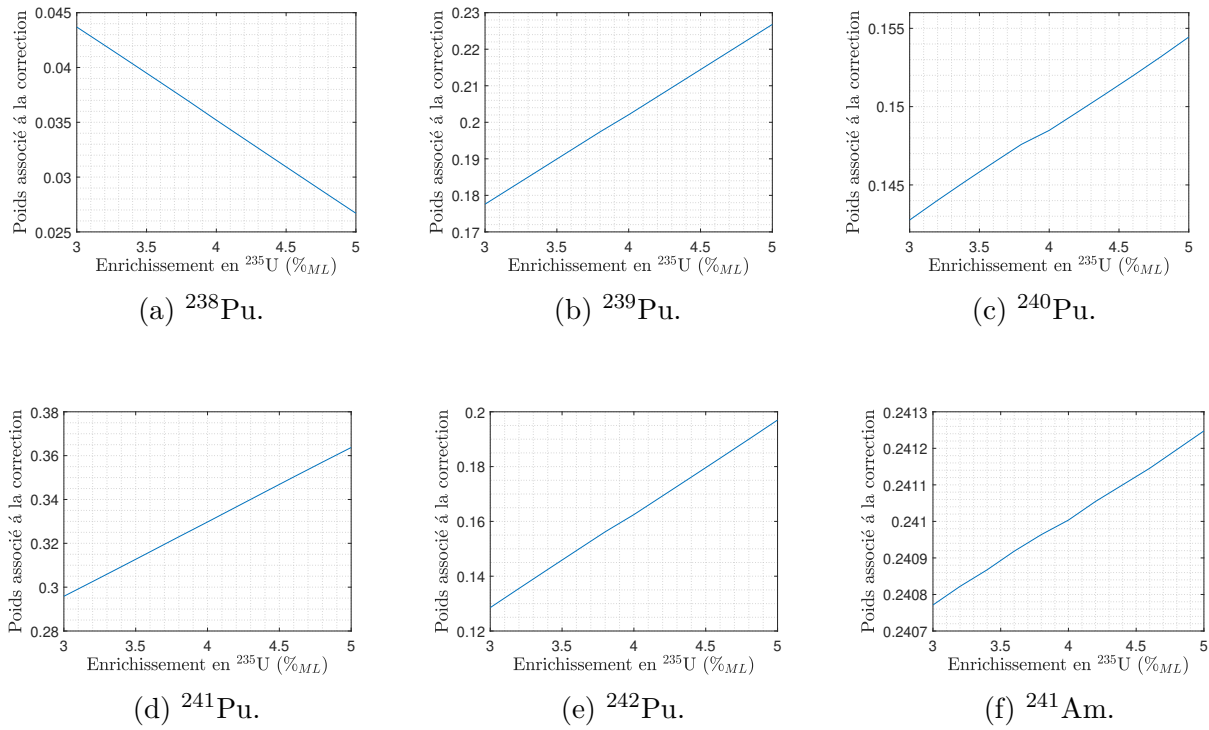 Poids associé á la correction
0.045
0.04
0.035
0.03
0.025
3 3.5 4 4.5 5
Enrichissement en ²³⁵U (%ML)
(a) ²³⁸Pu.
Poids associé á la correction
0.23
0.22
0.21
0.2
0.19
0.18
0.17
3 3.5 4 4.5 5
Enrichissement en ²³⁵U (%ML)
(b) ²³⁹Pu.
Poids associé á la correction
0.155
0.15
0.145
3 3.5 4 4.5 5
Enrichissement en ²³⁵U (%ML)
(c) ²⁴⁰Pu.
Poids associé á la correction
0.38
0.36
0.34
0.32
0.3
0.28
3 3.5 4 4.5 5
Enrichissement en ²³⁵U (%ML)
(d) ²⁴¹Pu.
Poids associé á la correction
0.2
0.18
0.16
0.14
0.12
3 3.5 4 4.5 5
Enrichissement en ²³⁵U (%ML)
(e) ²⁴²Pu.
Poids associé á la correction
0.2413
0.2412
0.2411
0.241
0.2409
0.2408
0.2407
3 3.5 4 4.5 5
Enrichissement en ²³⁵U (%ML)
(f) ²⁴¹Am.